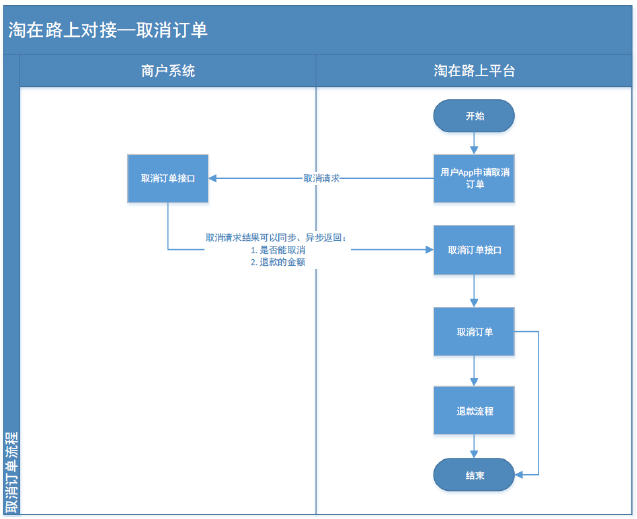 淘在路上对接—取消订单
商户系统
淘在路上平台
开始
用户App申请取消
订单
取消请求
取消订单接口
取消请求结果可以同步、异步返回：
1. 是否能取消
2. 退款的金额
取消订单接口
取消订单
退款流程
结束
取消订单流程